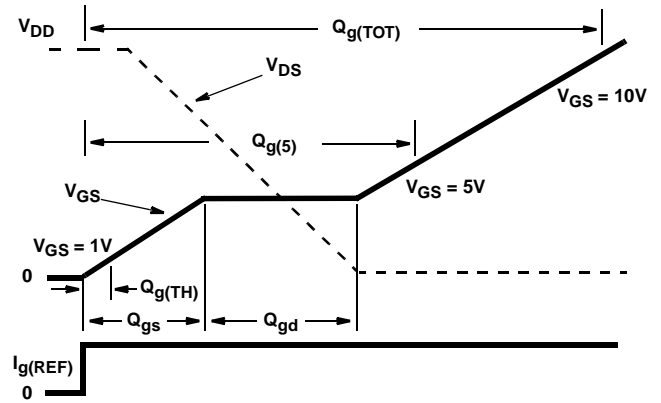 V_DD
Q_g(TOT)
V_DS
V_GS = 10V
Q_g(5)
V_GS
V_GS = 5V
V_GS = 1V
0
Q_g(TH)
Q_gs
Q_gd
I_g(REF)
0